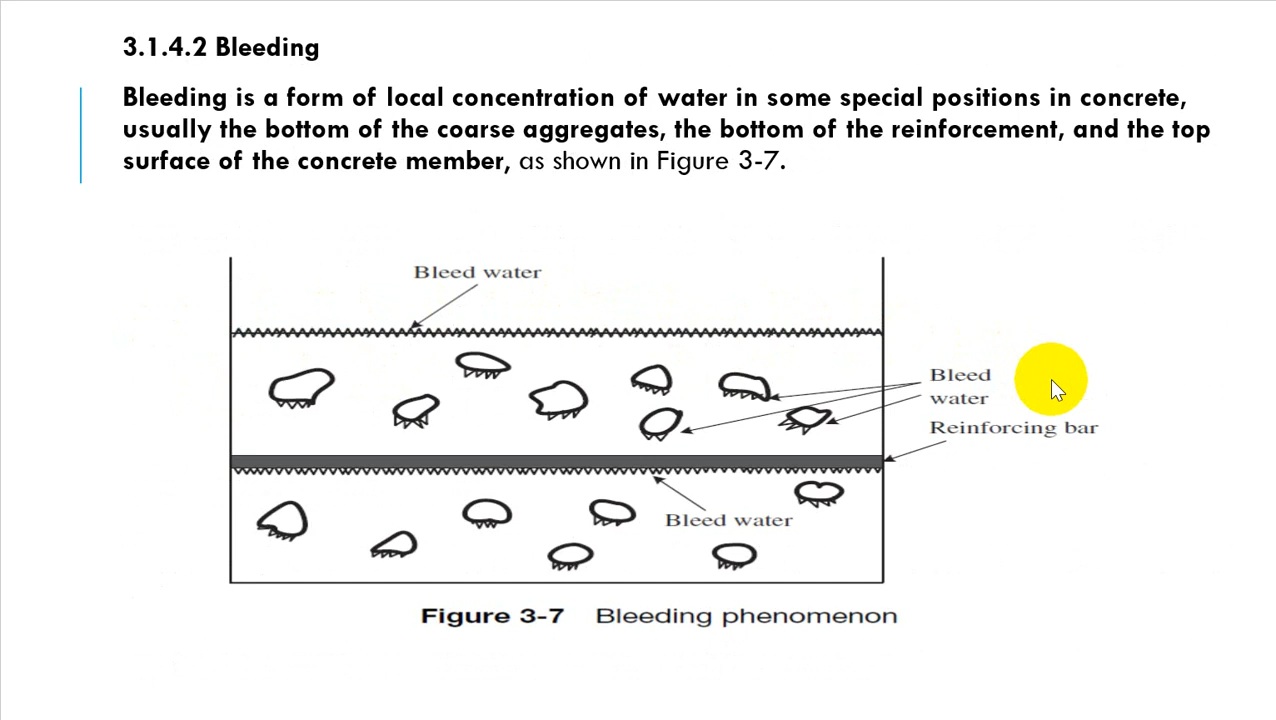 3.1.4.2 Bleeding
Bleeding is a form of local concentration of water in some special positions in concrete,
usually the bottom of the coarse aggregates, the bottom of the reinforcement, and the top
surface of the concrete member, as shown in Figure 3-7.
Bleed water
Bleed
water
Reinforcing bar
Bleed water
Figure 3-7 Bleeding phenomenon